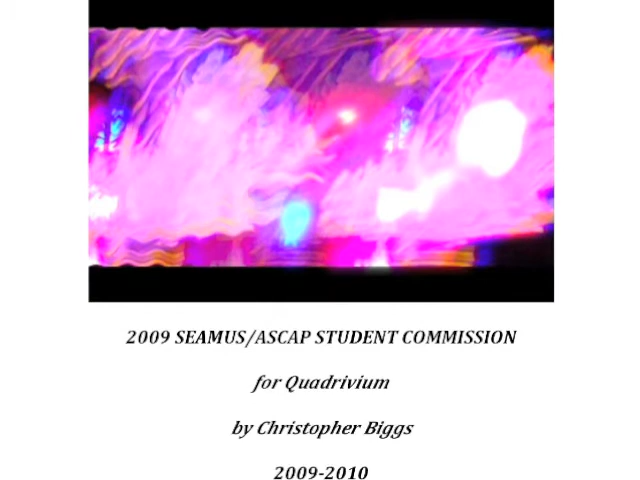 2009 SEAMUS/ASCAP STUDENT COMMISSION
for Quadrivium
by Christopher Biggs
2009-2010